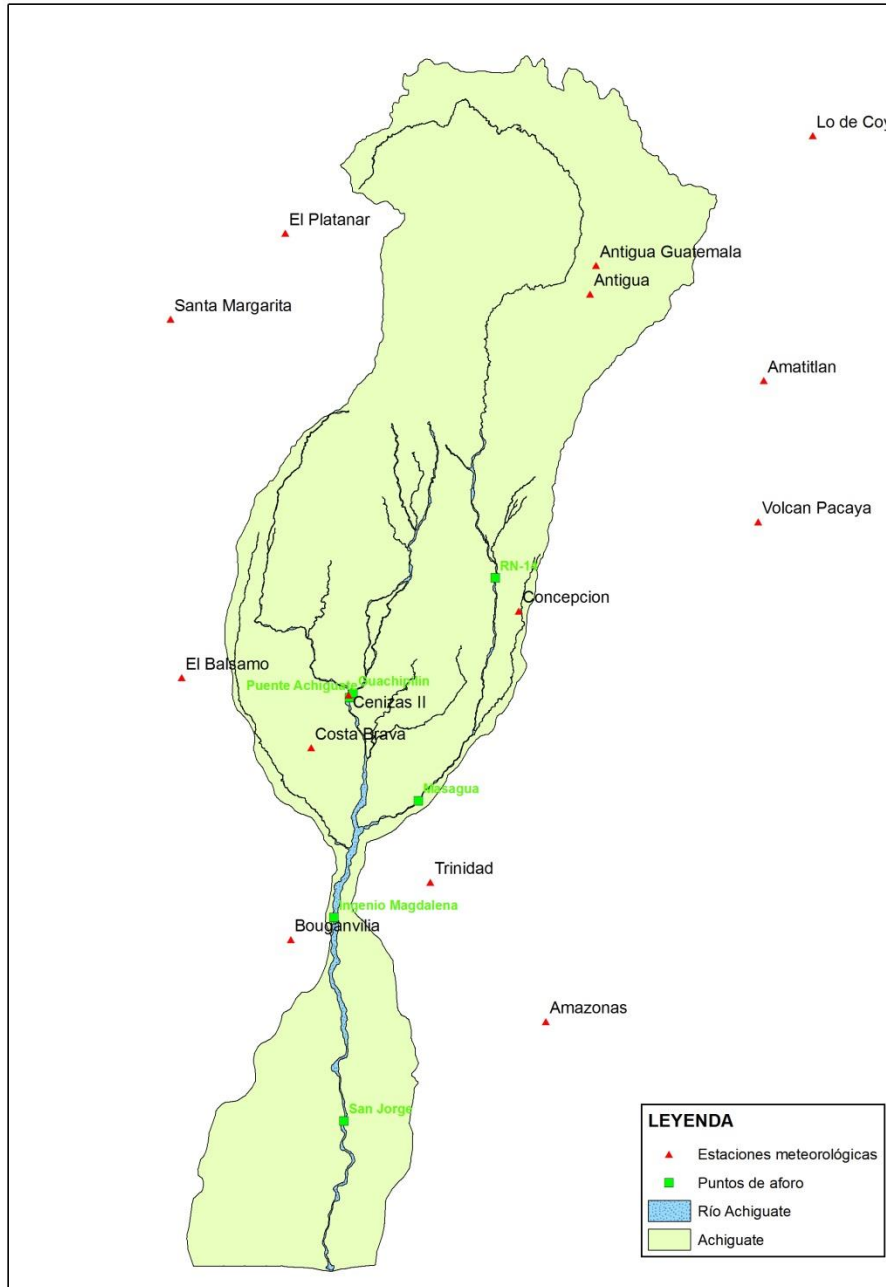 Lo de Coy
El Platanar
Antigua Guatemala
Antigua
Santa Margarita
Amatitlan
Volcan Pacaya
RN-14
Concepcion
El Balsamo
Puente Achiguate
Guachipilin
Cenizas II
Costa Brava
Masagua
Trinidad
Ingenio Magdalena
Bouganvilia
Amazonas
San Jorge
LEYENDA
Estaciones meteorológicas
Puntos de aforo
Río Achiguate
Achiguate